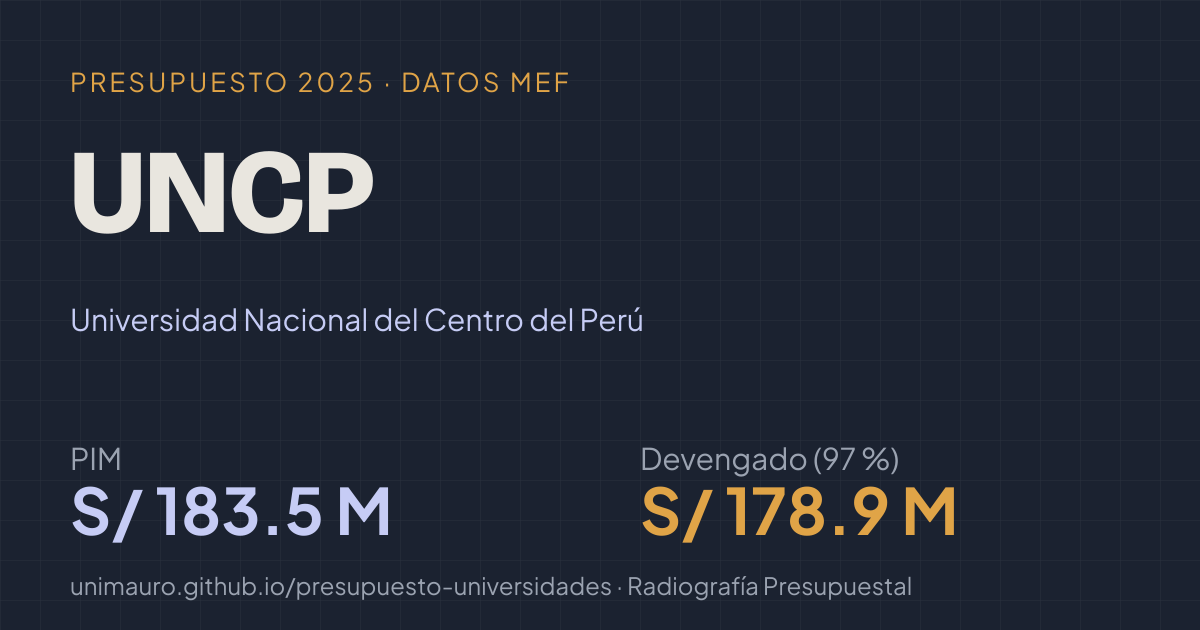 PRESUPUESTO 2025 · DATOS MEF
UNCP
Universidad Nacional del Centro del Perú
PIM
S/ 183.5 M
Devengado (97 %)
S/ 178.9 M
unimauro.github.io/presupuesto-universidades · Radiografía Presupuestal